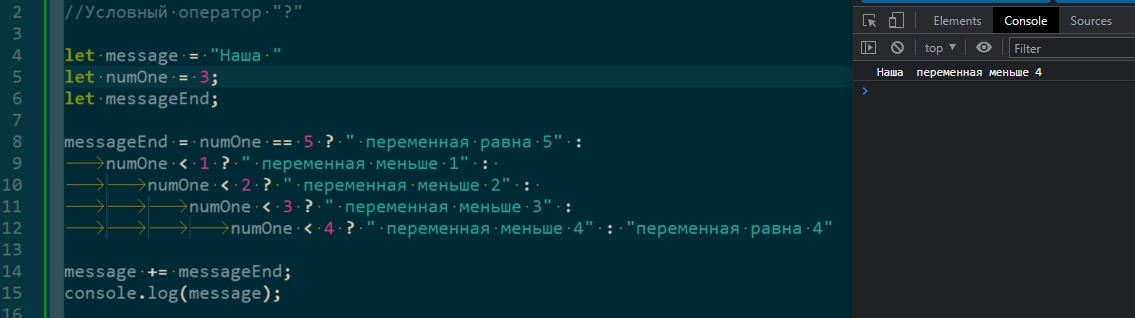 2 //Условный оператор "?"
3
4 let message = "Наша "
5 let numOne = 3;
6 let messageEnd;
7
8 messageEnd = numOne == 5 ? " переменная равна 5" :
9 numOne < 1 ? " переменная меньше 1" :
10 numOne < 2 ? " переменная меньше 2" :
11 numOne < 3 ? " переменная меньше 3" :
12 numOne < 4 ? " переменная меньше 4" : "переменная равна 4"
13
14 message += messageEnd;
15 console.log(message);
16
Elements Console Sources
top Filter
Наша  переменная меньше 4